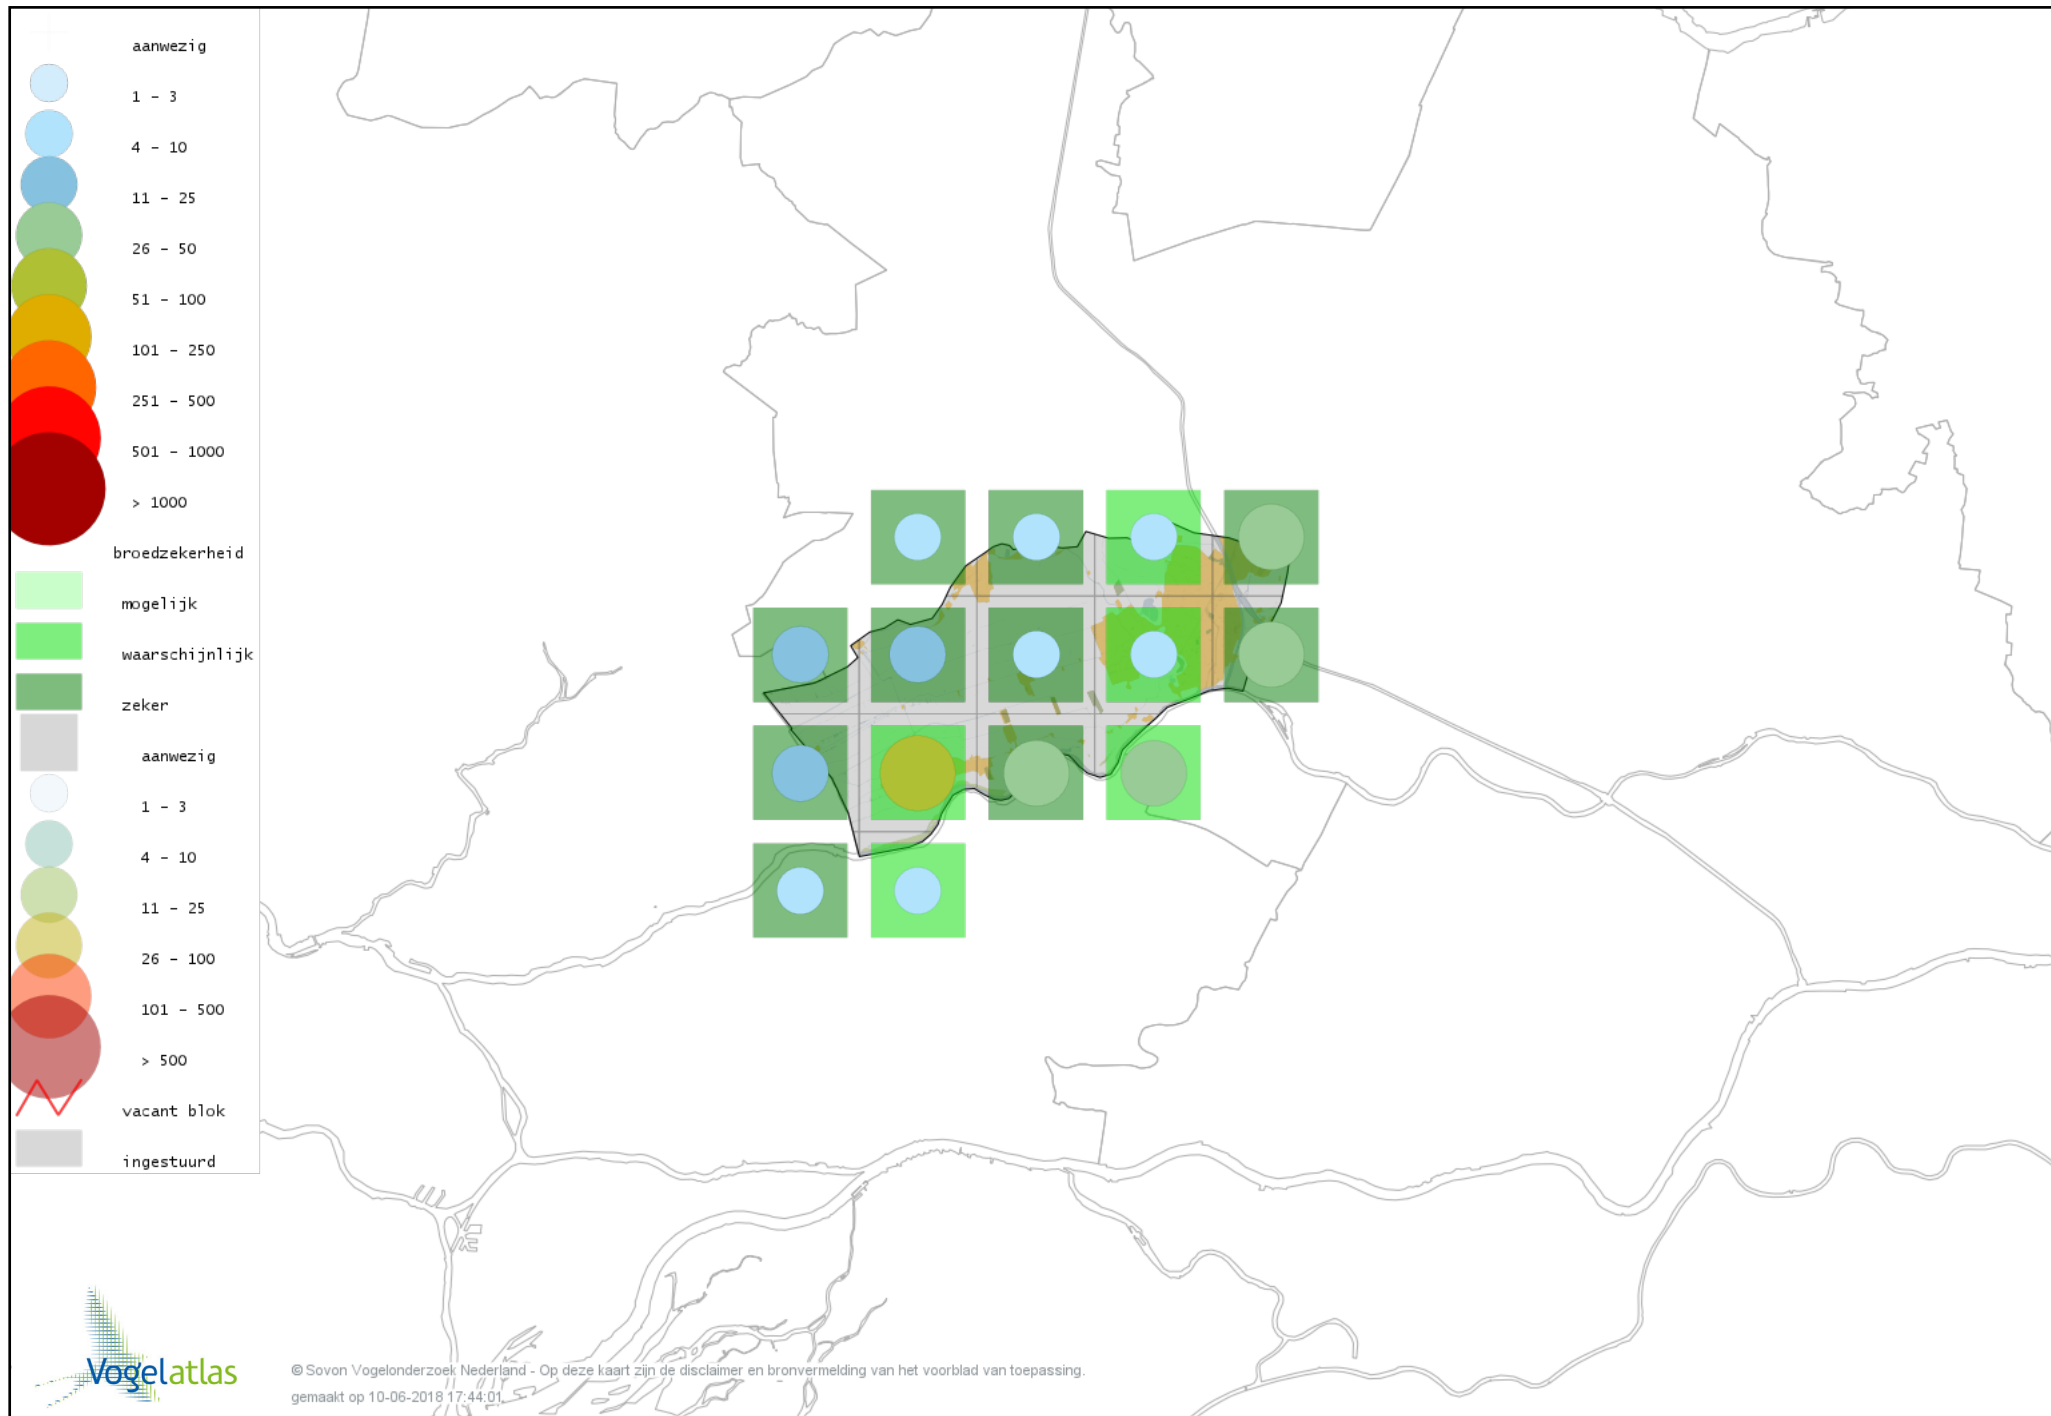 aanwezig
1 - 3
4 - 10
11 - 25
26 - 50
51 - 100
101 - 250
251 - 500
501 - 1000
> 1000
broedzekerheid
mogelijk
waarschijnlijk
zeker
aanwezig
1 - 3
4 - 10
11 - 25
26 - 100
101 - 500
> 500
vacant blok
ingestuurd
Vogelatlas
© Sovon Vogelonderzoek Nederland - Op deze kaart zijn de disclaimer en bronvermelding van het voorblad van toepassing.
gemaakt op 10-06-2018 17:44:01